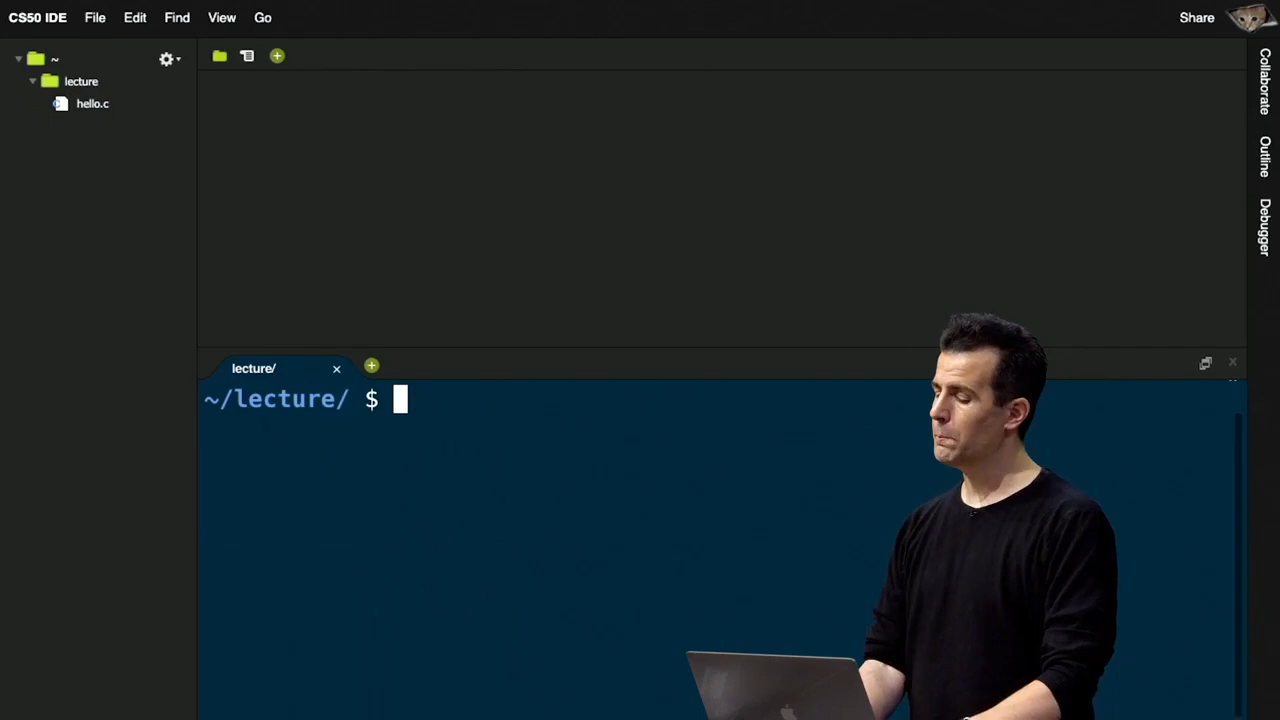 CS50 IDE File Edit Find View Go Share
~
lecture
hello.c
Collaborate
Outline
Debugger
lecture/
~/lecture/ $